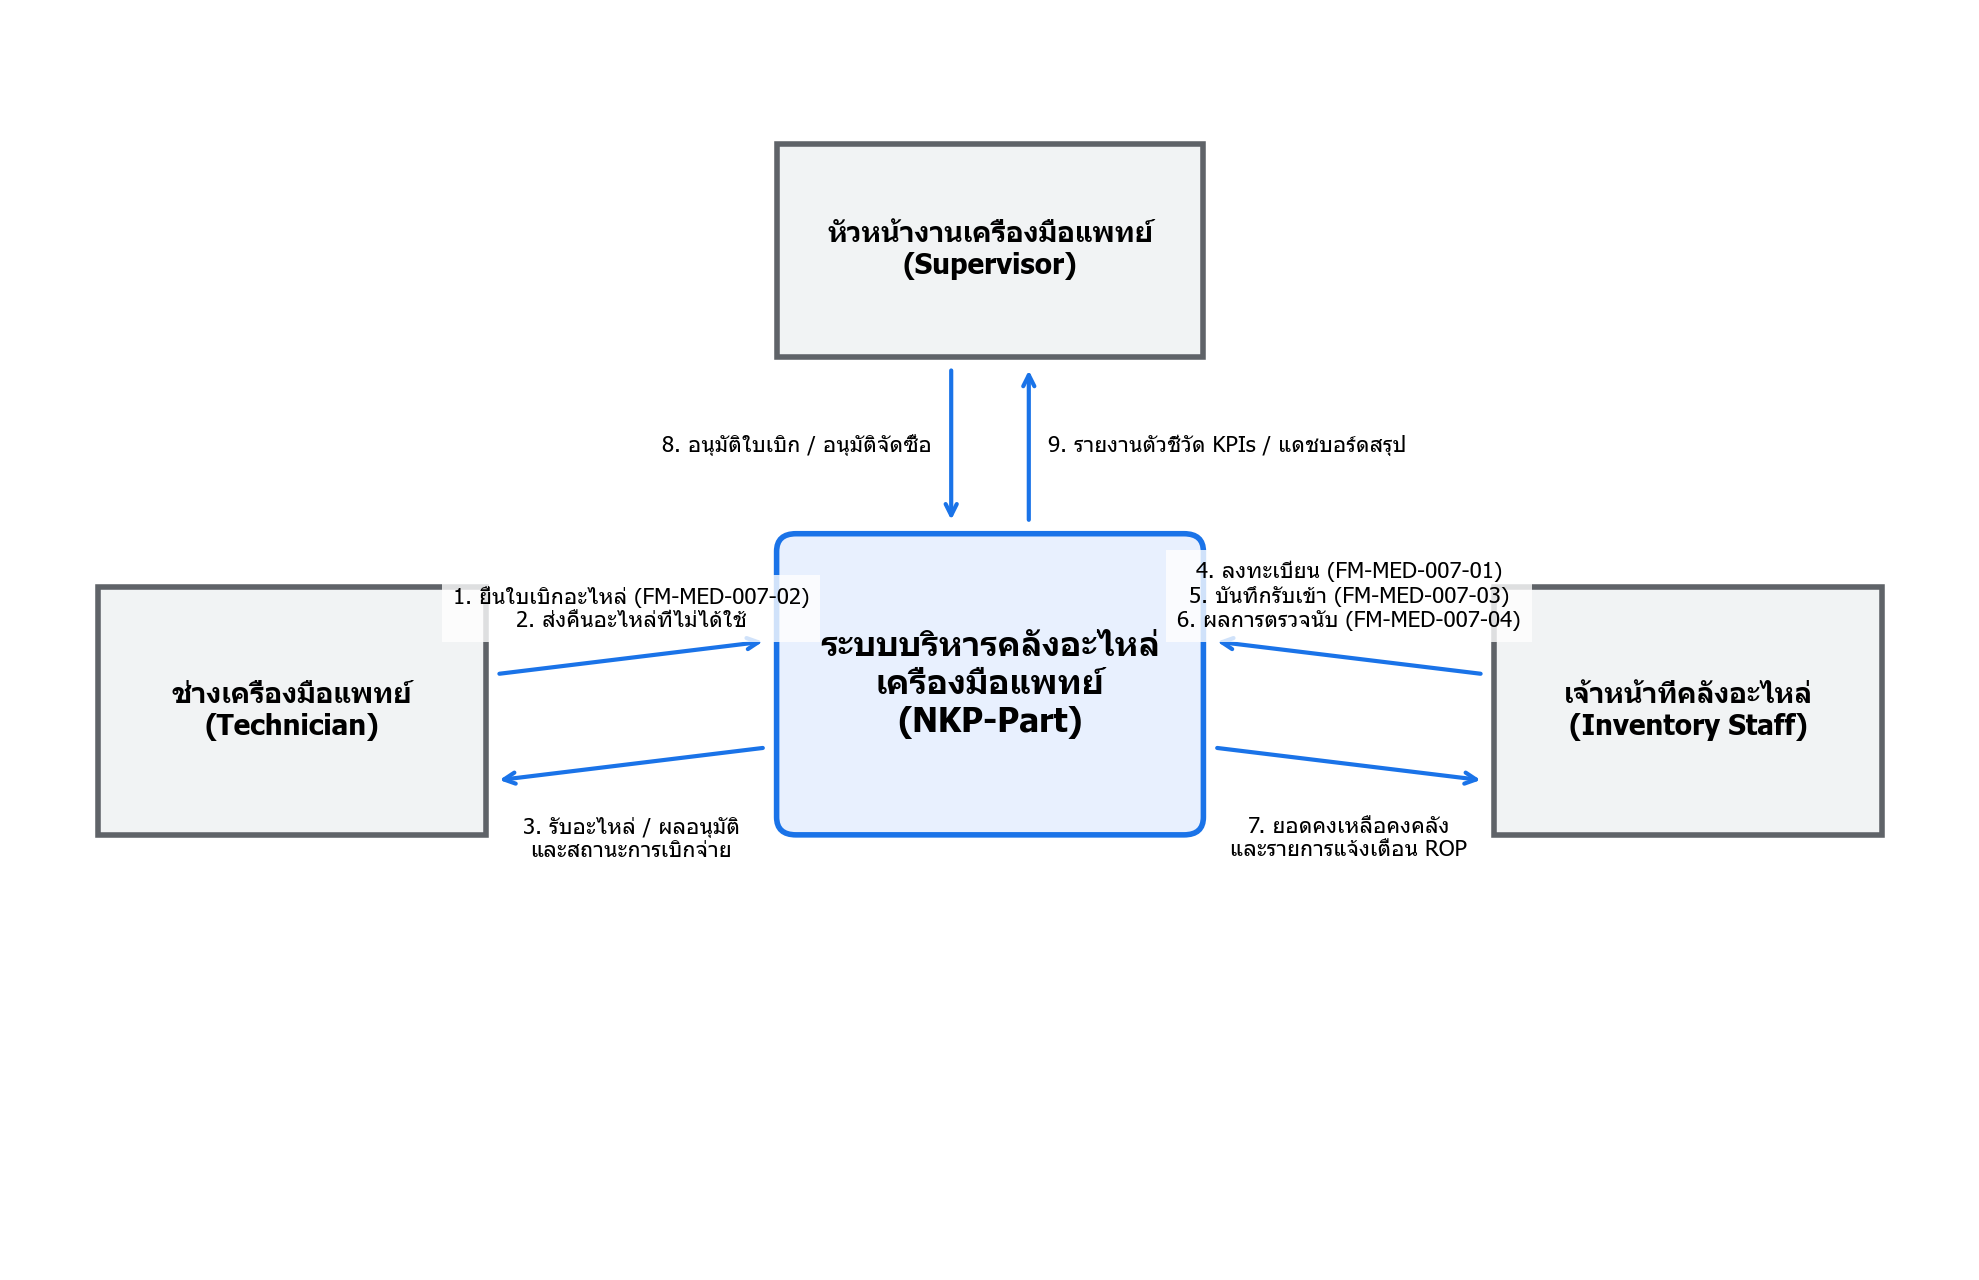 หัวหน้างานเครื่องมือแพทย์
(Supervisor)
8. อนุมัติใบเบิก / อนุมัติจัดซื้อ
9. รายงานตัวชี้วัด KPIs / แดชบอร์ดสรุป
1. ยื่นใบเบิกอะไหล่ (FM-MED-007-02)
2. ส่งคืนอะไหล่ที่ไม่ได้ใช้
4. ลงทะเบียน (FM-MED-007-01)
5. บันทึกรับเข้า (FM-MED-007-03)
6. ผลการตรวจนับ (FM-MED-007-04)
ช่างเครื่องมือแพทย์
(Technician)
ระบบบริหารคลังอะไหล่
เครื่องมือแพทย์
(NKP-Part)
เจ้าหน้าที่คลังอะไหล่
(Inventory Staff)
3. รับอะไหล่ / ผลอนุมัติ
และสถานะการเบิกจ่าย
7. ยอดคงเหลือคงคลัง
และรายการแจ้งเตือน ROP